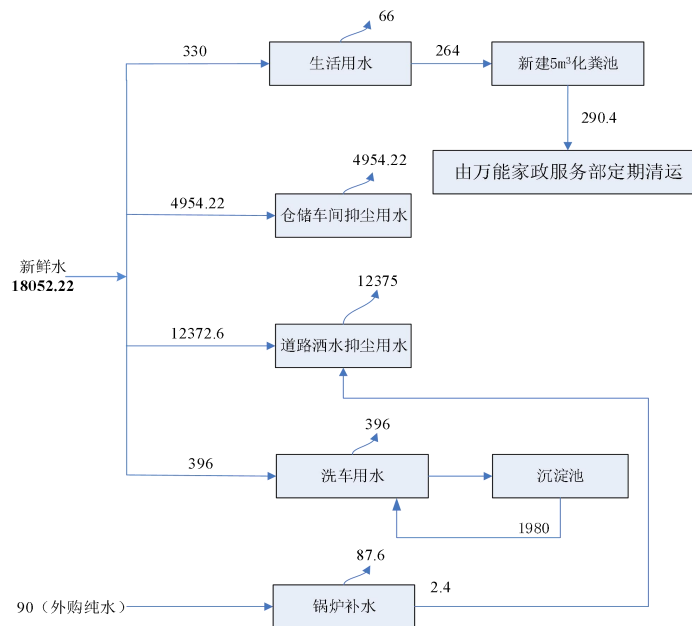 66
330
生活用水
264
新建5m³化粪池
290.4
由万能家政服务部定期清运
4954.22
4954.22
仓储车间抑尘用水
新鲜水
18052.22
12375
12372.6
道路洒水抑尘用水
396
396
洗车用水
沉淀池
1980
87.6
90（外购纯水）
锅炉补水
2.4